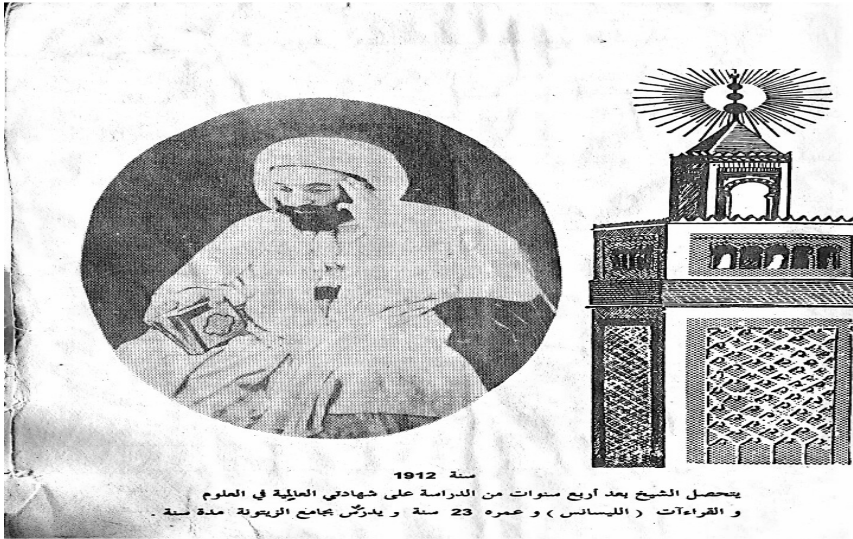 سنة 1912
يتحصل الشيخ بعد أربع سنوات من الدراسة على شهادتي العالمية في العلوم
و القراءآت ( الليسانس ) و عمره 23 سنة و يدرّس بجامع الزيتونة مدة سنة .